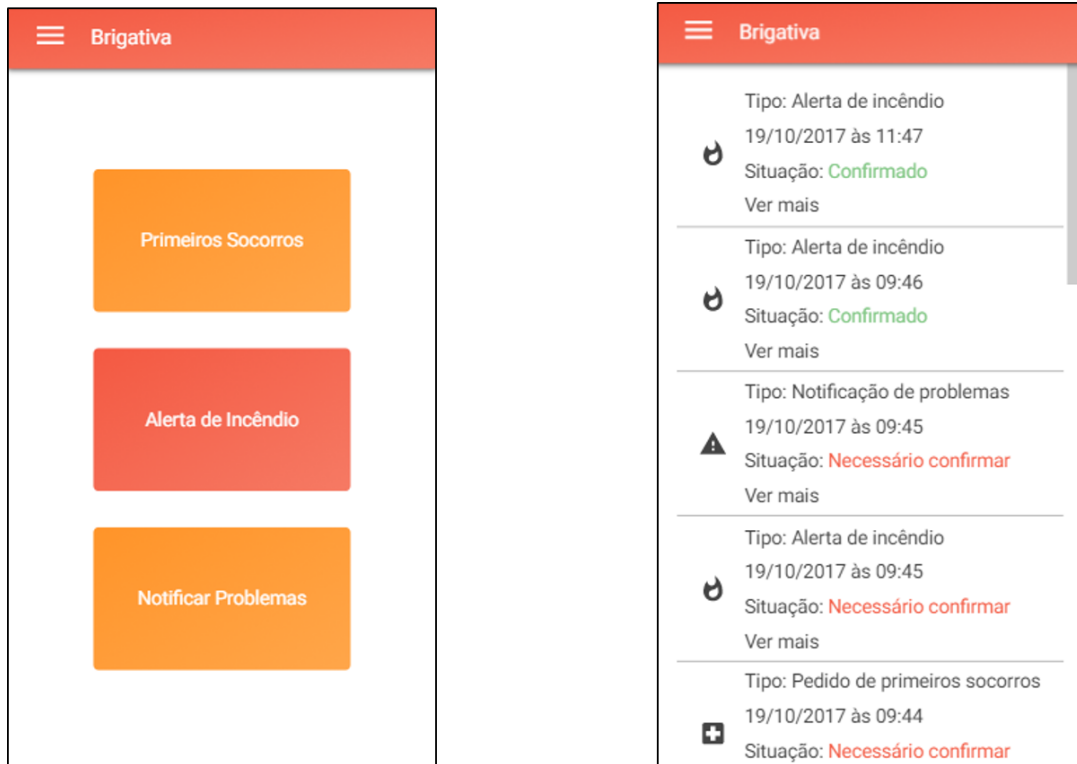 Brigativa
Primeiros Socorros
Alerta de Incêndio
Notificar Problemas
Brigativa
Tipo: Alerta de incêndio
19/10/2017 às 11:47
Situação: Confirmado
Ver mais
Tipo: Alerta de incêndio
19/10/2017 às 09:46
Situação: Confirmado
Ver mais
Tipo: Notificação de problemas
19/10/2017 às 09:45
Situação: Necessário confirmar
Ver mais
Tipo: Alerta de incêndio
19/10/2017 às 09:45
Situação: Necessário confirmar
Ver mais
Tipo: Pedido de primeiros socorros
19/10/2017 às 09:44
Situação: Necessário confirmar